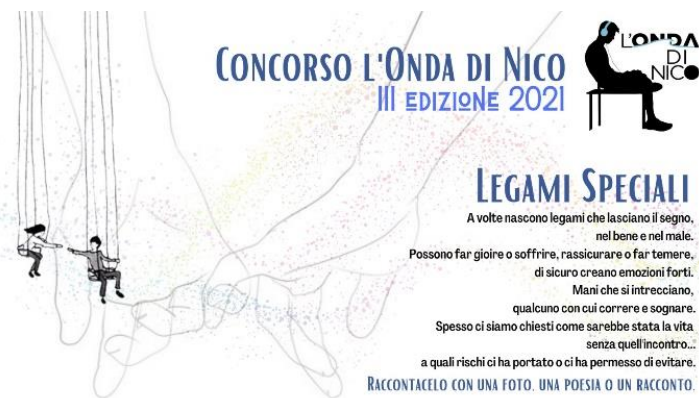 CONCORSO L'ONDA DI NICO
III EDIZIONE 2021
L'ONDA
DI
NICO
LEGAMI SPECIALI
A volte nascono legami che lasciano il segno,
nel bene e nel male.
Possono far gioire o soffrire, rassicurare o far temere,
di sicuro creano emozioni forti.
Mani che si intrecciano,
qualcuno con cui correre e sognare.
Spesso ci siamo chiesti come sarebbe stata la vita
senza quell'incontro...
a quali rischi ci ha portato o ci ha permesso di evitare.
RACCONTACELO CON UNA FOTO, UNA POESIA O UN RACCONTO.